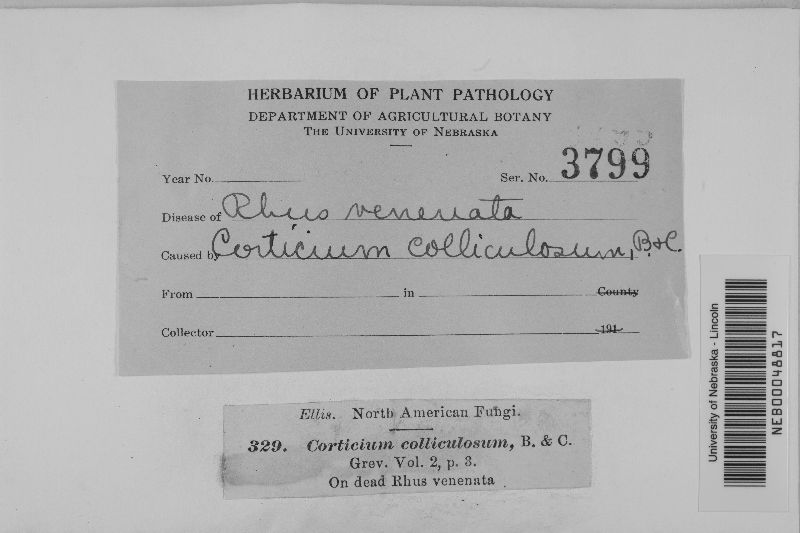 HERBARIUM OF PLANT PATHOLOGY
DEPARTMENT OF AGRICULTURAL BOTANY
THE UNIVERSITY OF NEBRASKA
Year No. Ser. No. 3799
Disease of Rhus venenata
Caused by Corticium colliculosum, B. & C.
From in County
Collector 191
Ellis. North American Fungi.
329. Corticium colliculosum, B. & C.
Grev. Vol. 2, p. 3.
On dead Rhus venenata
University of Nebraska - Lincoln
NEB00048817